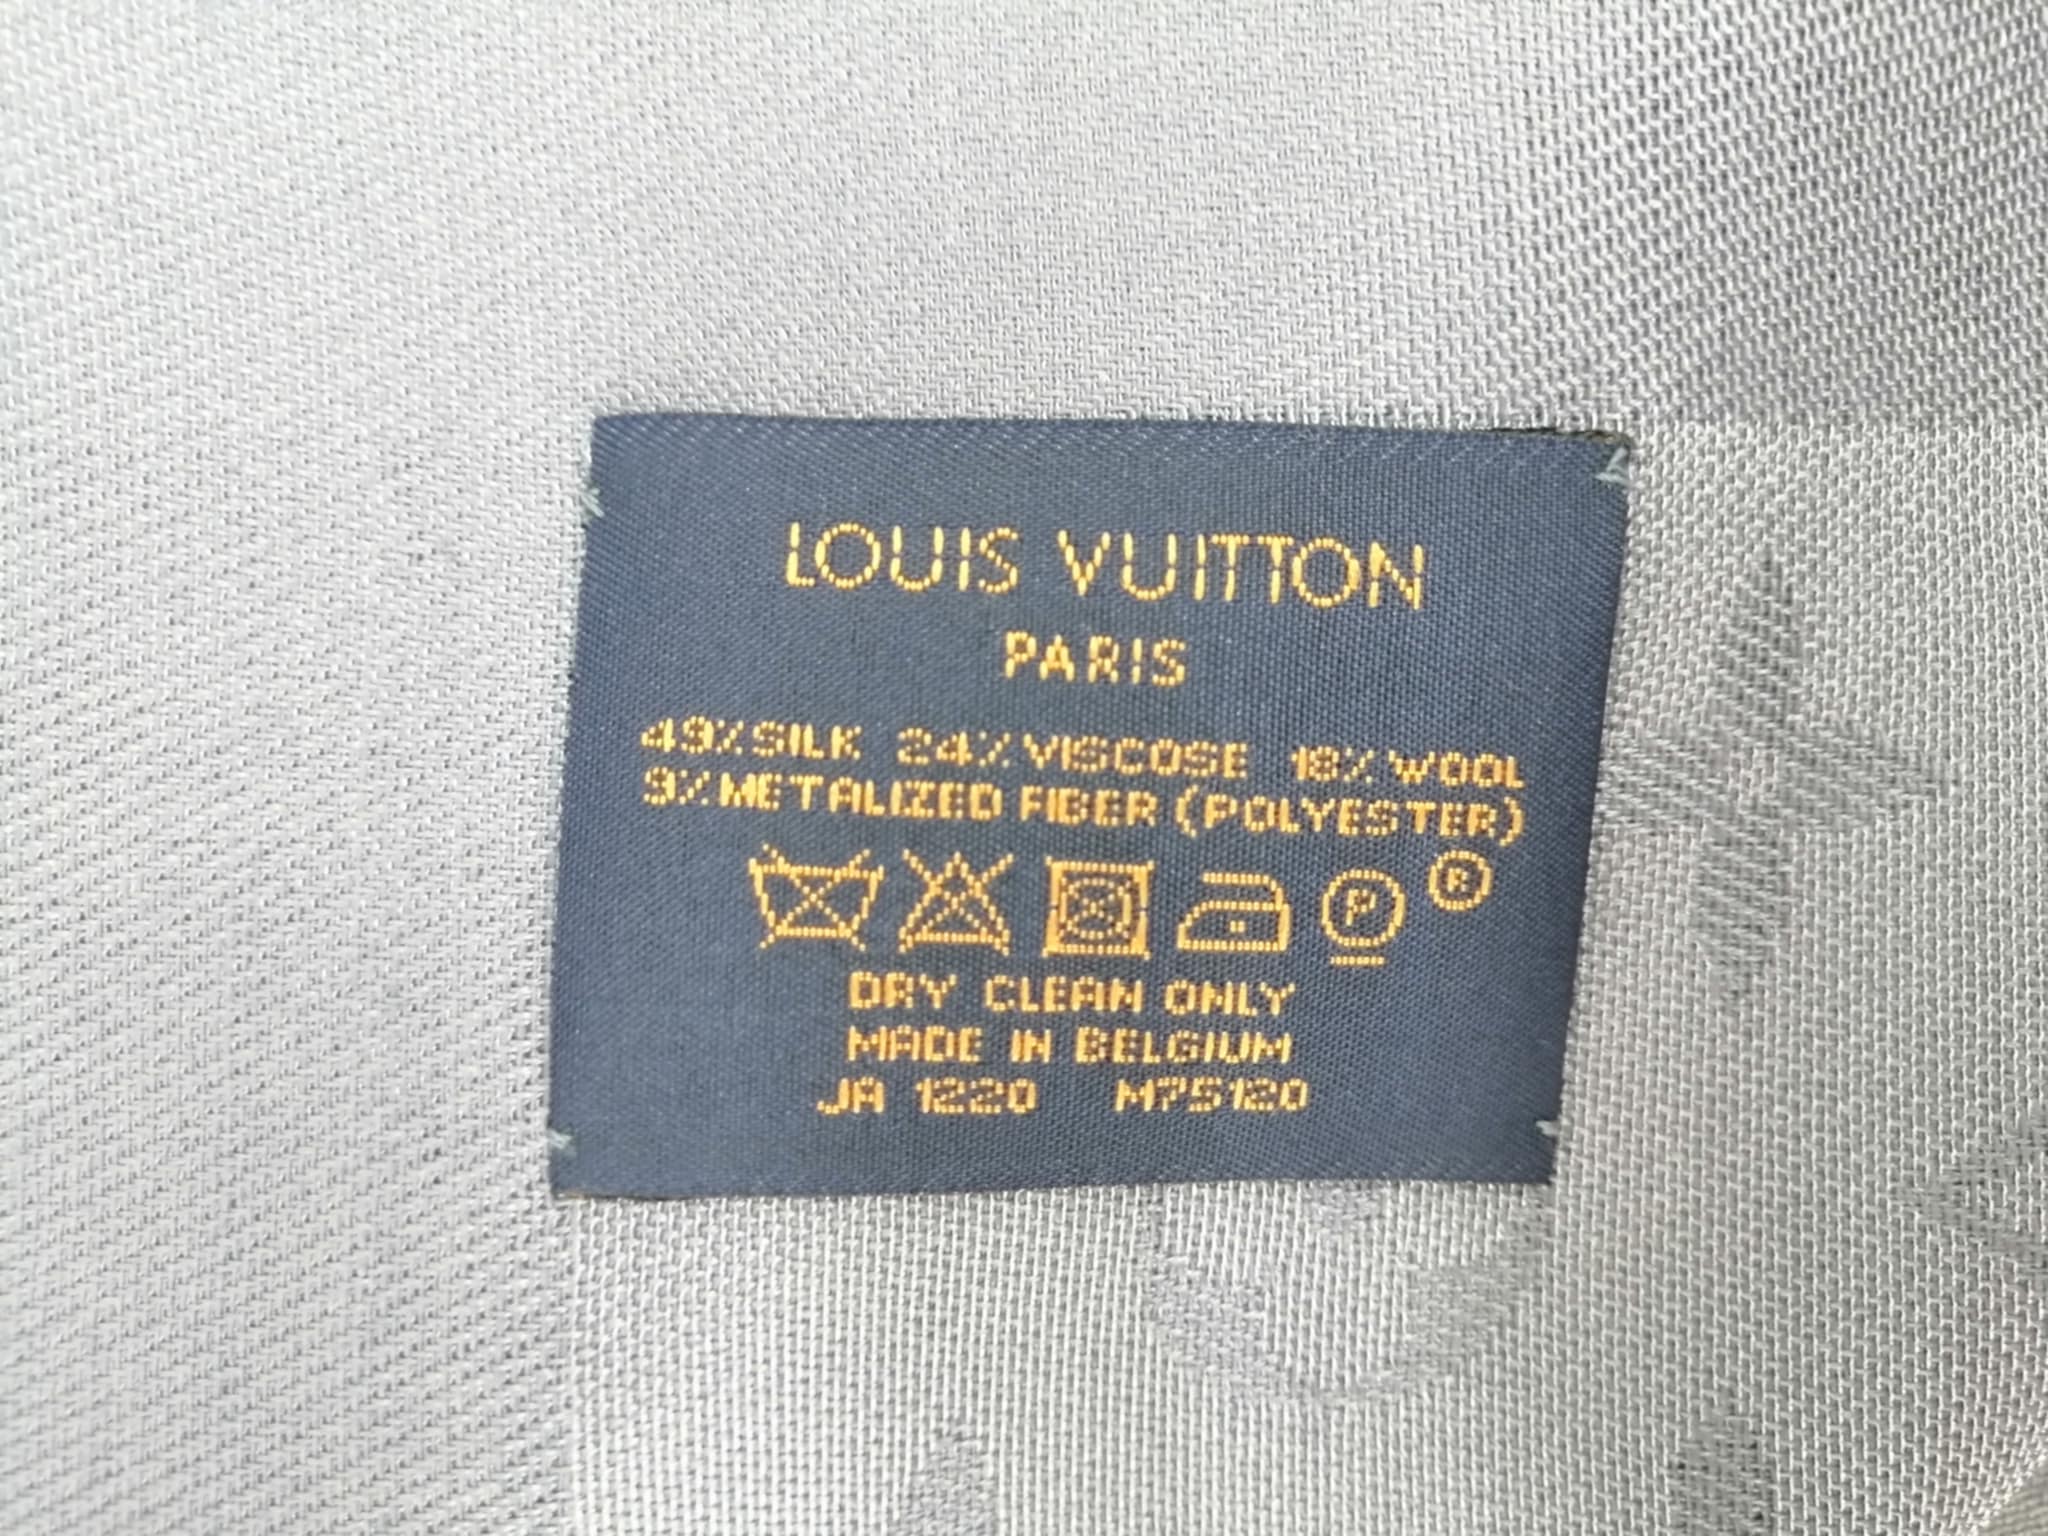 LOUIS VUITTON
PARIS
49% SILK 24% VISCOSE 18% WOOL
9% METALIZED FIBER (POLYESTER)
P ®
DRY CLEAN ONLY
MADE IN BELGIUM
JA 1220 M75120